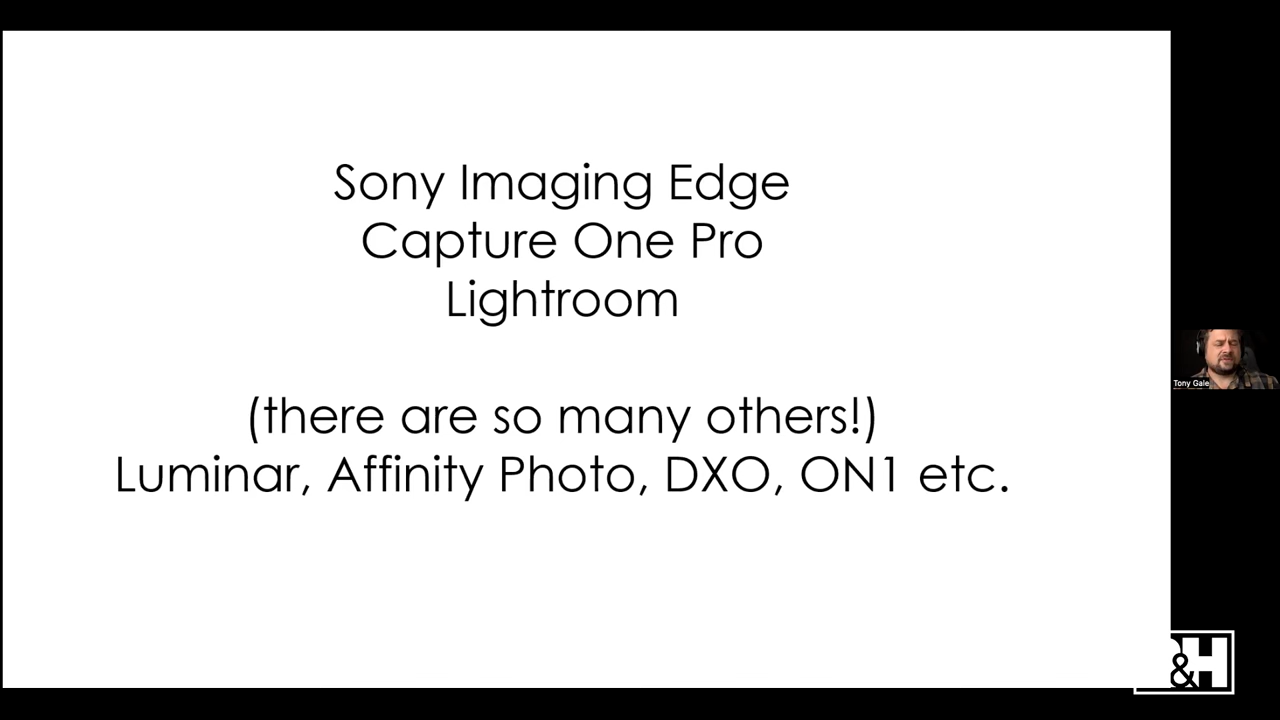 Sony Imaging Edge
Capture One Pro
Lightroom
(there are so many others!)
Luminar, Affinity Photo, DXO, ON1 etc.
Tony Gale
&H